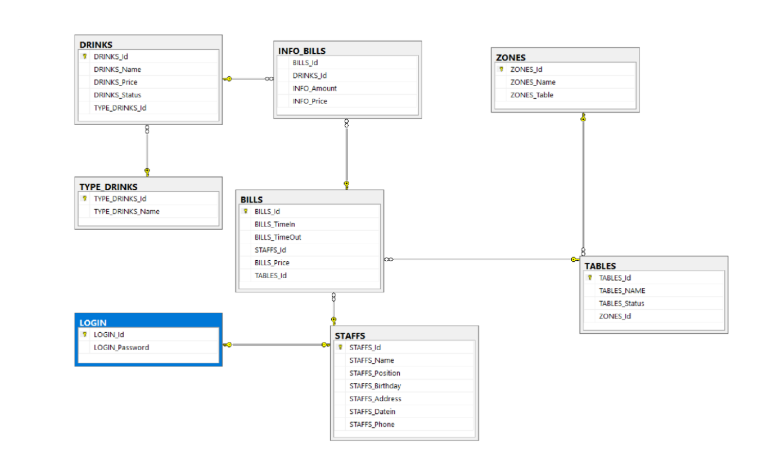 DRINKS
DRINKS_Id
DRINKS_Name
DRINKS_Price
DRINKS_Status
TYPE_DRINKS_Id
INFO_BILLS
BILLS_Id
DRINKS_Id
INFO_Amount
INFO_Price
ZONES
ZONES_Id
ZONES_Name
ZONES_Table
TYPE_DRINKS
TYPE_DRINKS_Id
TYPE_DRINKS_Name
BILLS
BILLS_Id
BILLS_TimeIn
BILLS_TimeOut
STAFFS_Id
BILLS_Price
TABLES_Id
TABLES
TABLES_Id
TABLES_NAME
TABLES_Status
ZONES_Id
LOGIN
LOGIN_Id
LOGIN_Password
STAFFS
STAFFS_Id
STAFFS_Name
STAFFS_Position
STAFFS_Birthday
STAFFS_Address
STAFFS_Datein
STAFFS_Phone